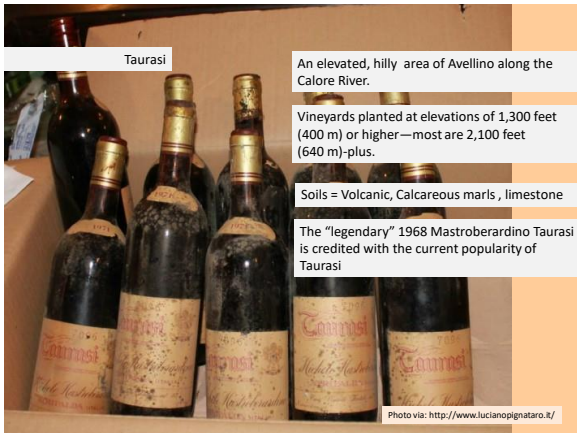 Taurasi
An elevated, hilly area of Avellino along the
Calore River.
Vineyards planted at elevations of 1,300 feet
(400 m) or higher—most are 2,100 feet
(640 m)-plus.
Soils = Volcanic, Calcareous marls , limestone
The “legendary” 1968 Mastroberardino Taurasi
is credited with the current popularity of
Taurasi
Taurasi
Taurasi
Taurasi
Taurasi
Taurasi
Photo via: http://www.lucianopignataro.it/